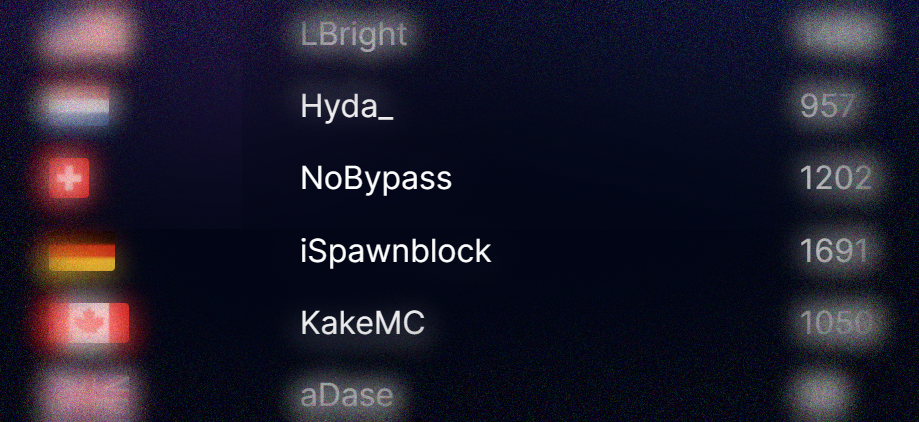 LBright
Hyda_ 957
NoBypass 1202
iSpawnblock 1691
KakeMC 1050
aDase